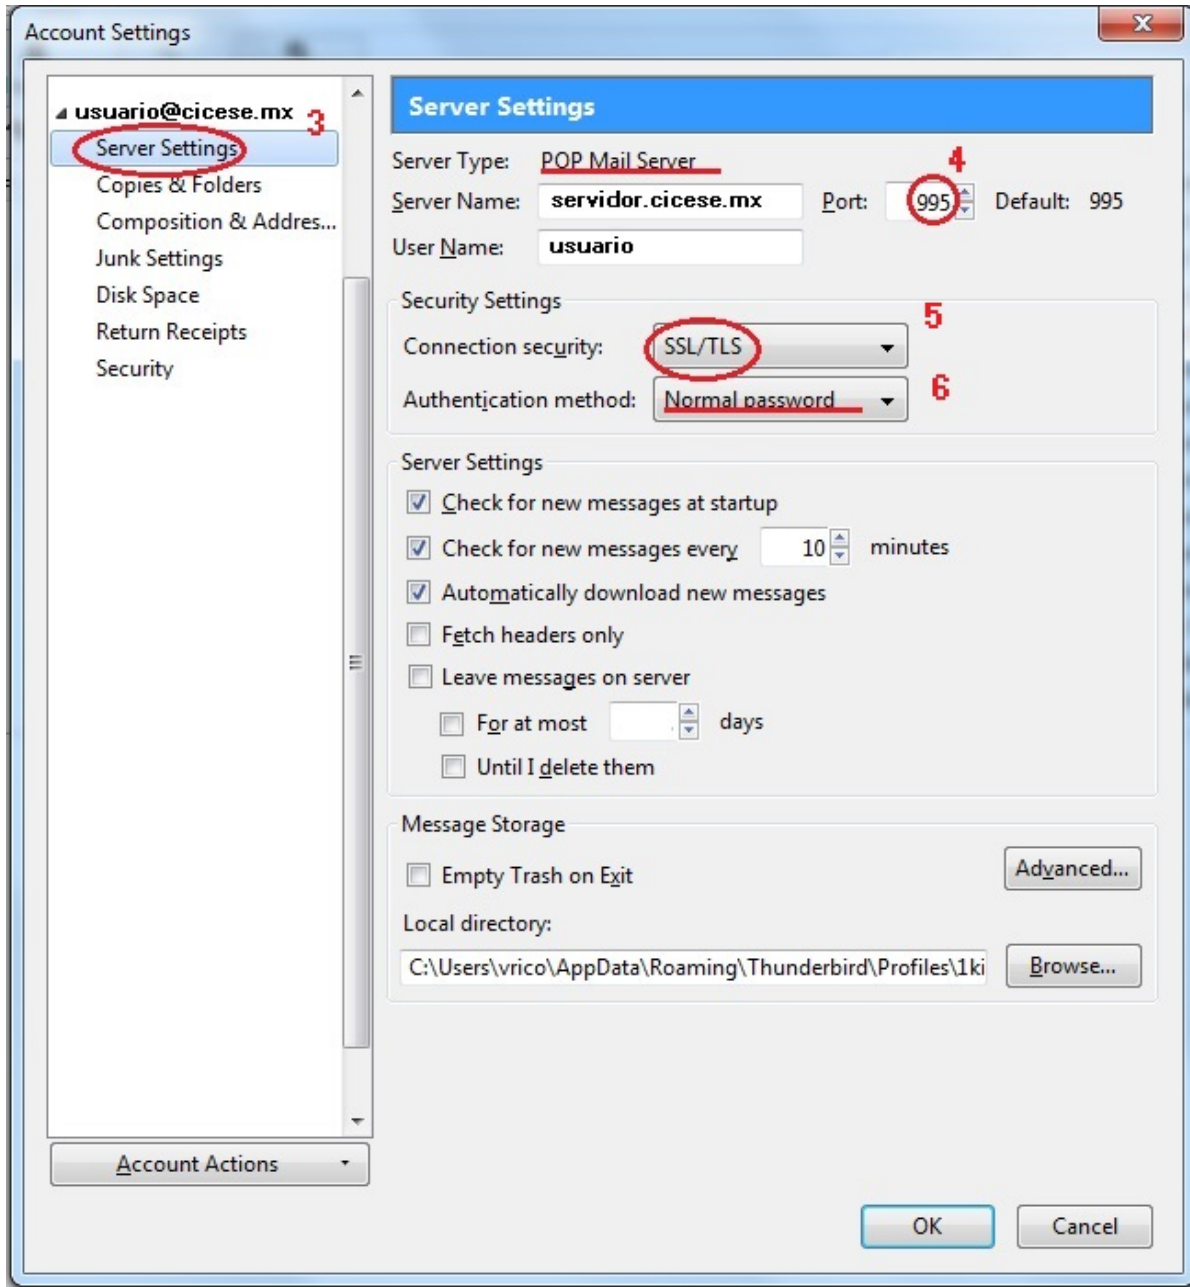 Account Settings
usuario@cicese.mx 3
Server Settings
Copies & Folders
Composition & Addres...
Junk Settings
Disk Space
Return Receipts
Security
Account Actions
Server Settings
Server Type: POP Mail Server 4
Server Name: servidor.cicese.mx Port: 995 Default: 995
User Name: usuario
Security Settings 5
Connection security: SSL/TLS
Authentication method: Normal password 6
Server Settings
Check for new messages at startup
Check for new messages every 10 minutes
Automatically download new messages
Fetch headers only
Leave messages on server
For at most days
Until I delete them
Message Storage
Empty Trash on Exit Advanced...
Local directory:
C:\Users\vrico\AppData\Roaming\Thunderbird\Profiles\1ki Browse...
OK Cancel